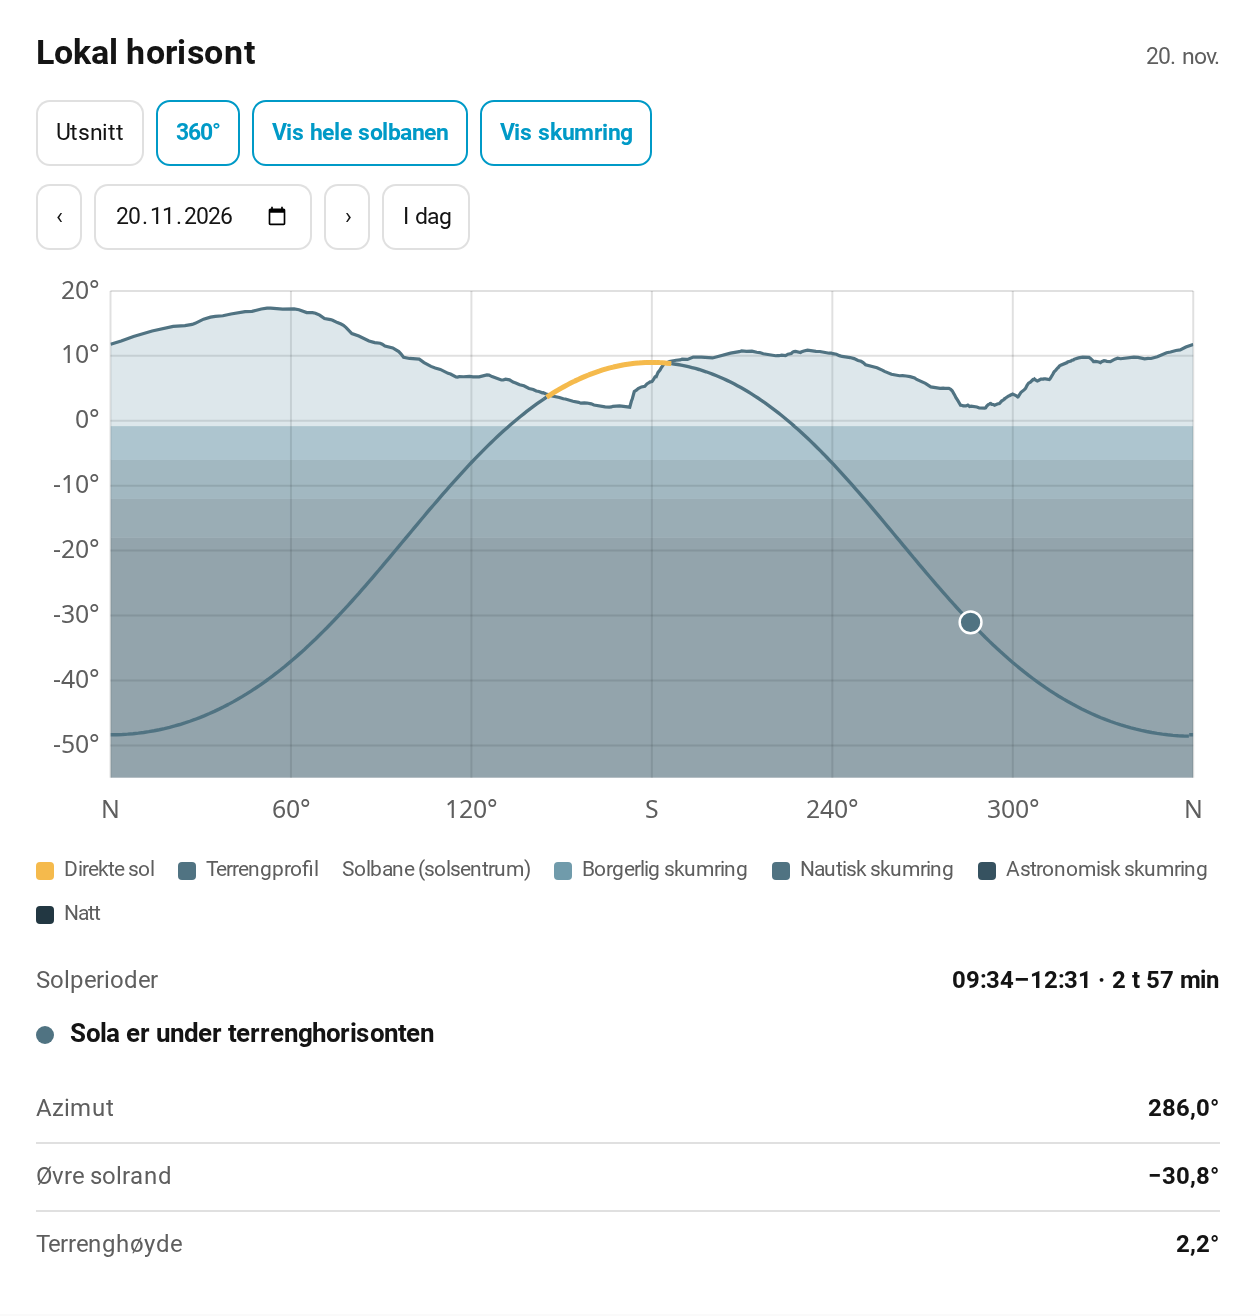 Lokal horisont 20. nov.
Utsnitt 360° Vis hele solbanen Vis skumring
‹ 20.11.2026 › I dag
20°
10°
0°
-10°
-20°
-30°
-40°
-50°
N 60° 120° S 240° 300° N
Direkte sol Terrengprofil Solbane (solsentrum) Borgerlig skumring Nautisk skumring Astronomisk skumring
Natt
Solperioder 09:34–12:31 · 2 t 57 min
Sola er under terrenghorisonten
Azimut 286,0°
Øvre solrand −30,8°
Terrenghøyde 2,2°